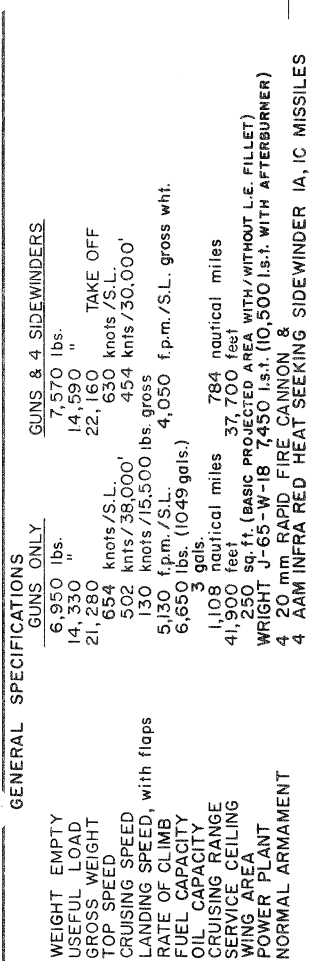 GENERAL SPECIFICATIONS
GUNS ONLY GUNS & 4 SIDEWINDERS
WEIGHT EMPTY 6,950 lbs. 7,570 lbs.
USEFUL LOAD 14,330 " 14,590 "
GROSS WEIGHT 21,280 22,160 TAKE OFF
TOP SPEED 654 knots/S.L. 630 knots/S.L.
CRUISING SPEED 502 knts/38,000' 454 knts/30,000'
LANDING SPEED, with flaps 130 knots/15,500 lbs. gross
RATE OF CLIMB 5,130 f.p.m./S.L. 4,050 f.p.m./S.L. gross wht.
FUEL CAPACITY 6,650 lbs. (1049 gals.)
OIL CAPACITY 3 gals.
CRUISING RANGE 1,108 nautical miles 784 nautical miles
SERVICE CEILING 41,900 feet 37,700 feet
WING AREA 250 sq. ft. (BASIC PROJECTED AREA WITH/WITHOUT L.E. FILLET)
POWER PLANT WRIGHT J-65-W-18 7,450 l.s.t. (10,500 l.s.t. WITH AFTERBURNER)
NORMAL ARMAMENT 4 20 mm RAPID FIRE CANNON &
4 AAM INFRA RED HEAT SEEKING SIDEWINDER IA, IC MISSILES